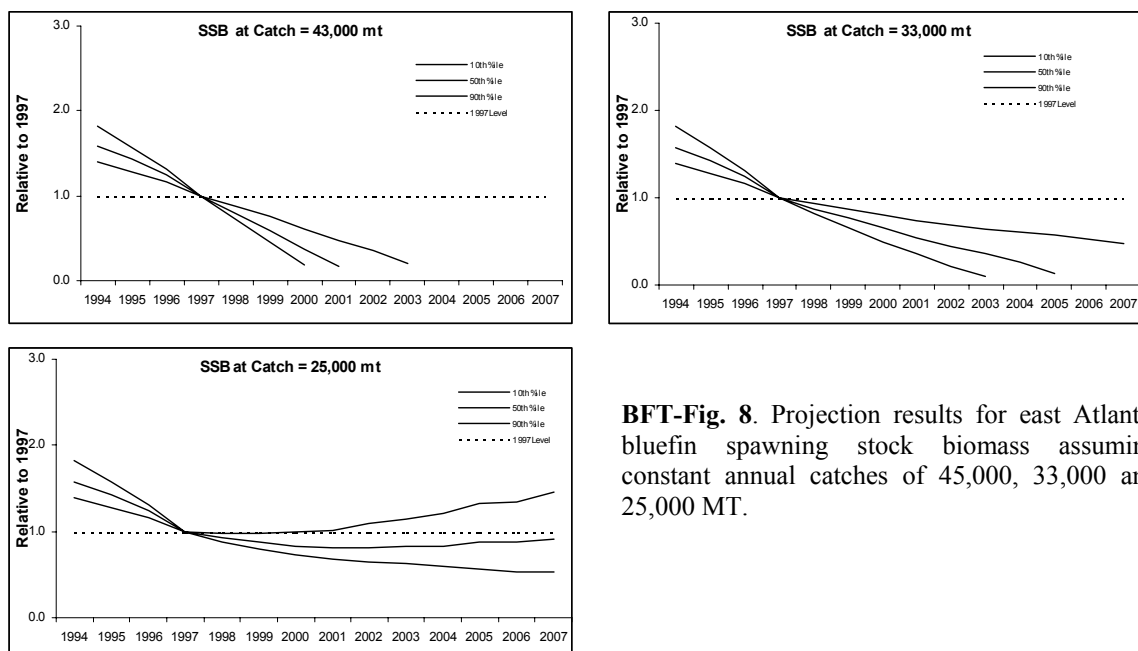 SSB at Catch = 43,000 mt
3.0
2.0
1.0
0.0
Relative to 1997
10th %ile
50th %ile
90th %ile
1997 Level
1994 1995 1996 1997 1998 1999 2000 2001 2002 2003 2004 2005 2006 2007
SSB at Catch = 33,000 mt
3.0
2.0
1.0
0.0
Relative to 1997
10th %ile
50th %ile
90th %ile
1997 Level
1994 1995 1996 1997 1998 1999 2000 2001 2002 2003 2004 2005 2006 2007
SSB at Catch = 25,000 mt
3.0
2.0
1.0
0.0
Relative to 1997
10th %ile
50th %ile
90th %ile
1997 Level
1994 1995 1996 1997 1998 1999 2000 2001 2002 2003 2004 2005 2006 2007
BFT-Fig. 8. Projection results for east Atlant
bluefin spawning stock biomass assumin
constant annual catches of 45,000, 33,000 an
25,000 MT.